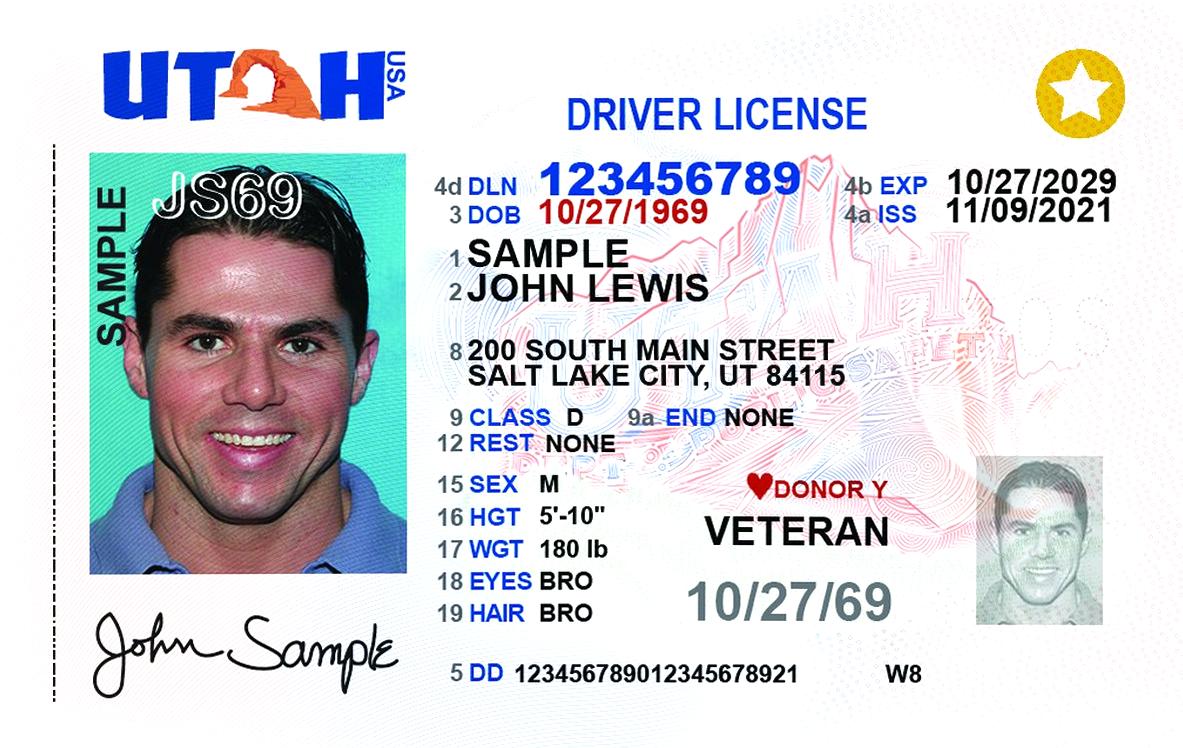 UTAH USA
DRIVER LICENSE
SAMPLE
JS69
4d DLN 123456789
4b EXP 10/27/2029
3 DOB 10/27/1969
4a ISS 11/09/2021
1 SAMPLE
2 JOHN LEWIS
8 200 SOUTH MAIN STREET
SALT LAKE CITY, UT 84115
9 CLASS D 9a END NONE
12 REST NONE
15 SEX M
DONOR Y
16 HGT 5'-10"
VETERAN
17 WGT 180 lb
18 EYES BRO
19 HAIR BRO
10/27/69
John Sample
5 DD 123456789012345678921
W8